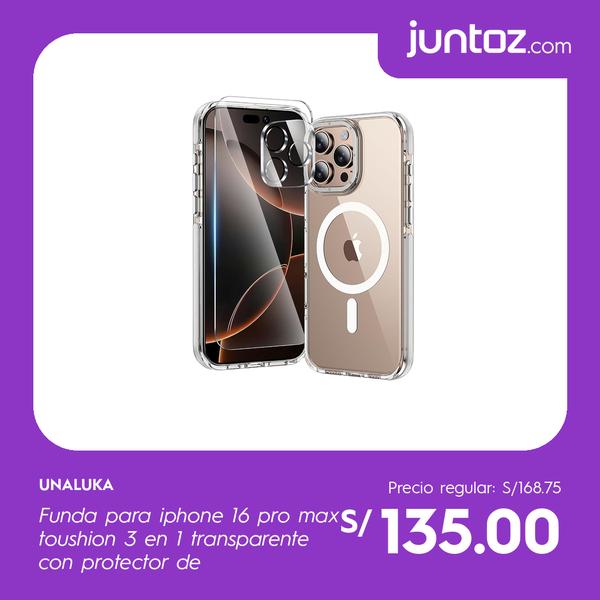 juntoz.com
UNALUKA
Funda para iphone 16 pro max
toushion 3 en 1 transparente
con protector de
Precio regular: S/168.75
S/ 135.00